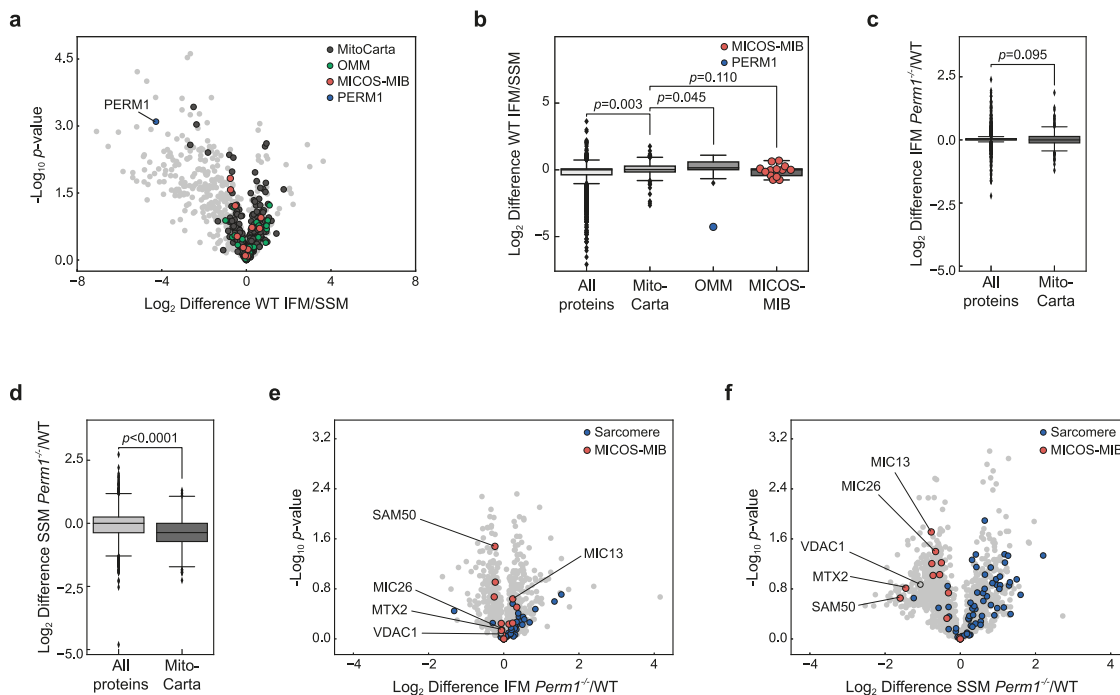 a
4.5
3.0
1.5
0.0
-Log10 p-value
−8
−4
0
4
8
Log2 Difference WT IFM/SSM
PERM1
MitoCarta
OMM
MICOS-MIB
PERM1
b
5
0
−5
Log2 Difference WT IFM/SSM
MICOS-MIB
PERM1
p=0.110
p=0.003
p=0.045
All
proteins
Mito-
Carta
OMM
MICOS-
MIB
c
2.5
0.0
−2.5
−5.0
Log2 Difference IFM Perm1-/-/WT
p=0.095
All
proteins
Mito-
Carta
d
2.5
0.0
−2.5
−5.0
Log2 Difference SSM Perm1-/-/WT
p<0.0001
All
proteins
Mito-
Carta
e
3.2
2.4
1.6
0.8
0.0
-Log10 p-value
−4
−2
0
2
4
Log2 Difference IFM Perm1-/-/WT
Sarcomere
MICOS-MIB
SAM50
MIC13
MIC26
MTX2
VDAC1
f
3.2
2.4
1.6
0.8
0.0
-Log10 p-value
−4
−2
0
2
4
Log2 Difference SSM Perm1-/-/WT
Sarcomere
MICOS-MIB
MIC13
MIC26
VDAC1
MTX2
SAM50